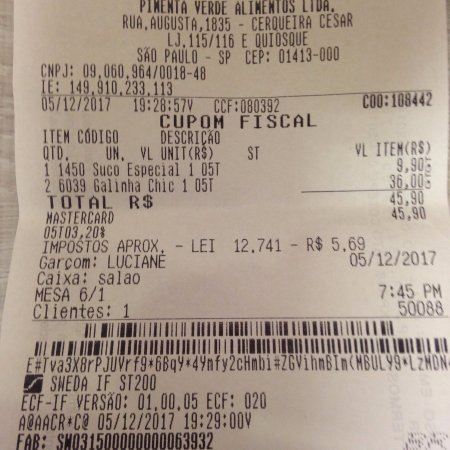 PIMENTA VERDE ALIMENTOS LTDA.
RUA,AUGUSTA,1835 - CERQUEIRA CESAR
LJ,115/116 E QUIOSQUE
SÃO PAULO - SP CEP: 01413-000
CNPJ: 09,060,964/0018-48
IE: 149,910,233,113
05/12/2017 19:28:57V CCF:080392 COO:108442
CUPOM FISCAL
ITEM CÓDIGO DESCRIÇÃO
QTD, UN, VL UNIT(R$) ST VL ITEM(R$)
1 1450 Suco Especial 1 05T 9,90
2 6039 Galinha Chic 1 05T 36,00
TOTAL R$ 45,90
MASTERCARD 45,90
05T03,20%
IMPOSTOS APROX, - LEI 12,741 - R$ 5,69
Garçom: LUCIANE 05/12/2017
Caixa: salao
MESA 6/1 7:45 PM
Clientes: 1 50088
SWEDA IF ST200
ECF-IF VERSÃO: 01,00,05 ECF: 020
A@AACR*C@ 05/12/2017 19:29:00V
FAB: SW031500000000063932